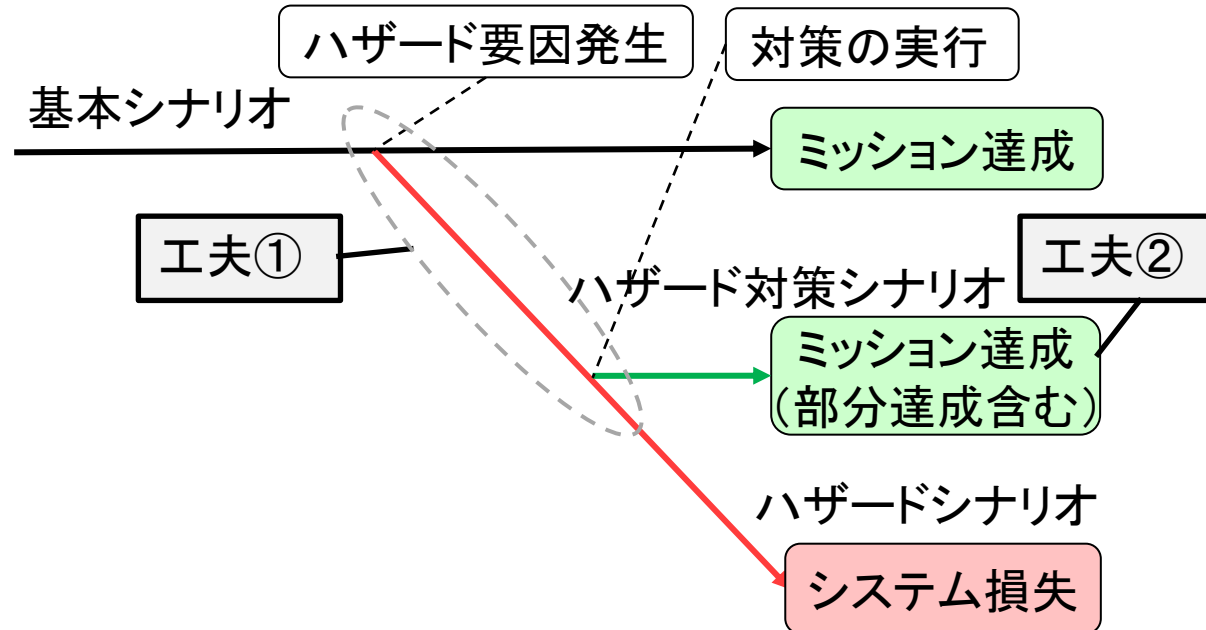 ハザード要因発生
対策の実行
基本シナリオ
ミッション達成
工夫①
工夫②
ハザード対策シナリオ
ミッション達成
(部分達成含む)
ハザードシナリオ
システム損失